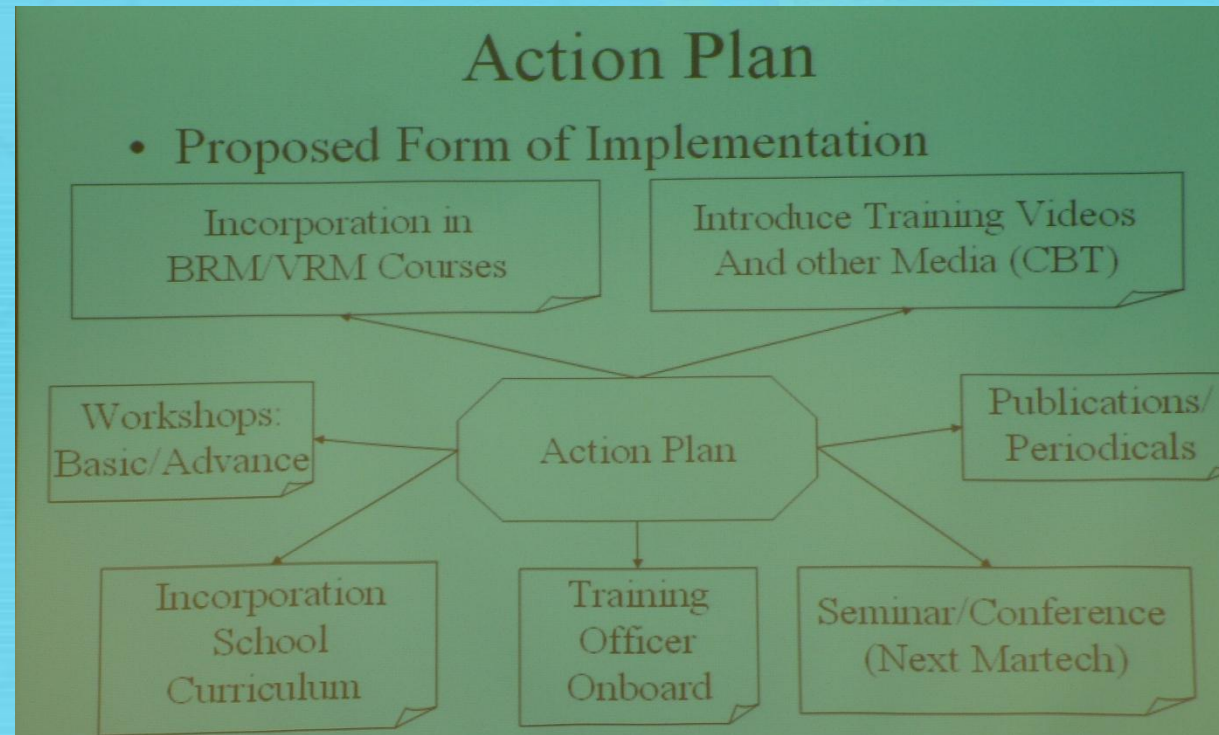 Action Plan
• Proposed Form of Implementation
Incorporation in
BRM/VRM Courses
Introduce Training Videos
And other Media (CBT)
Workshops:
Basic/Advance
Action Plan
Publications/
Periodicals
Incorporation
School
Curriculum
Training
Officer
Onboard
Seminar/Conference
(Next Martech)